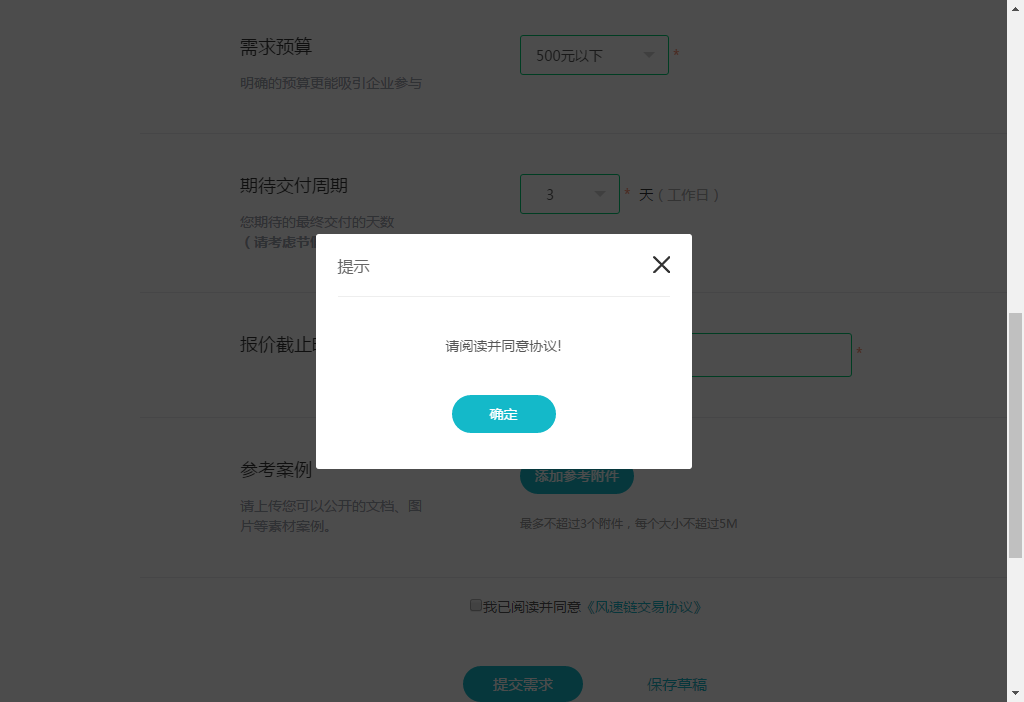 需求预算
500元以下 *
明确的预算更能吸引企业参与
期待交付周期
3 * 天（工作日）
您期待的最终交付的天数
（请考虑节
提示
报价截止
*
请阅读并同意协议!
确定
参考案例
添加参考附件
请上传您可以公开的文档、图
片等素材案例。
最多不超过3个附件，每个大小不超过5M
我已阅读并同意《风速链交易协议》
提交需求
保存草稿